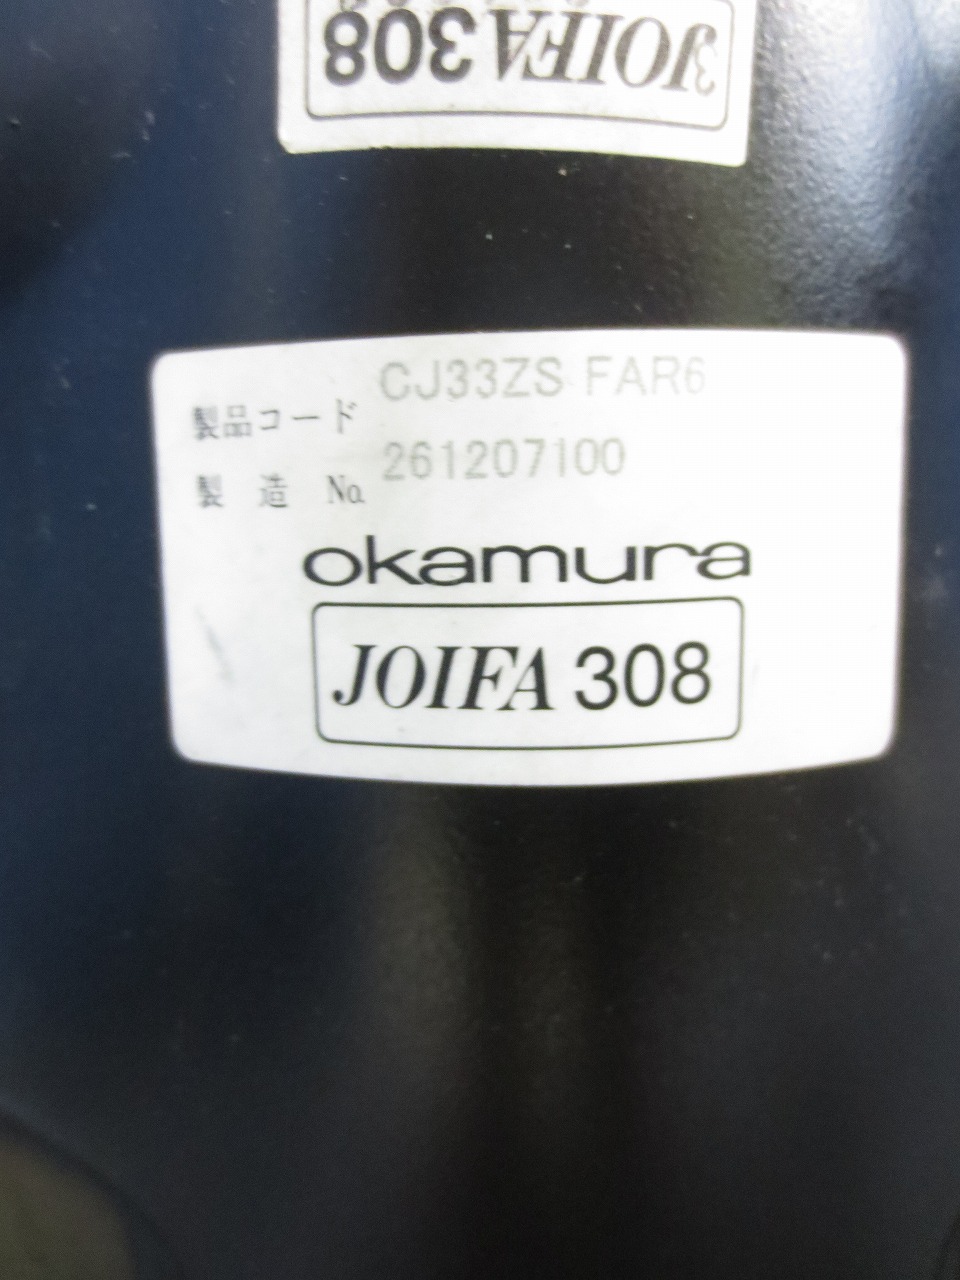 JOIFA 308
CJ33ZS FAR6
製品コード
261207100
製 造 No.
okamura
JOIFA 308